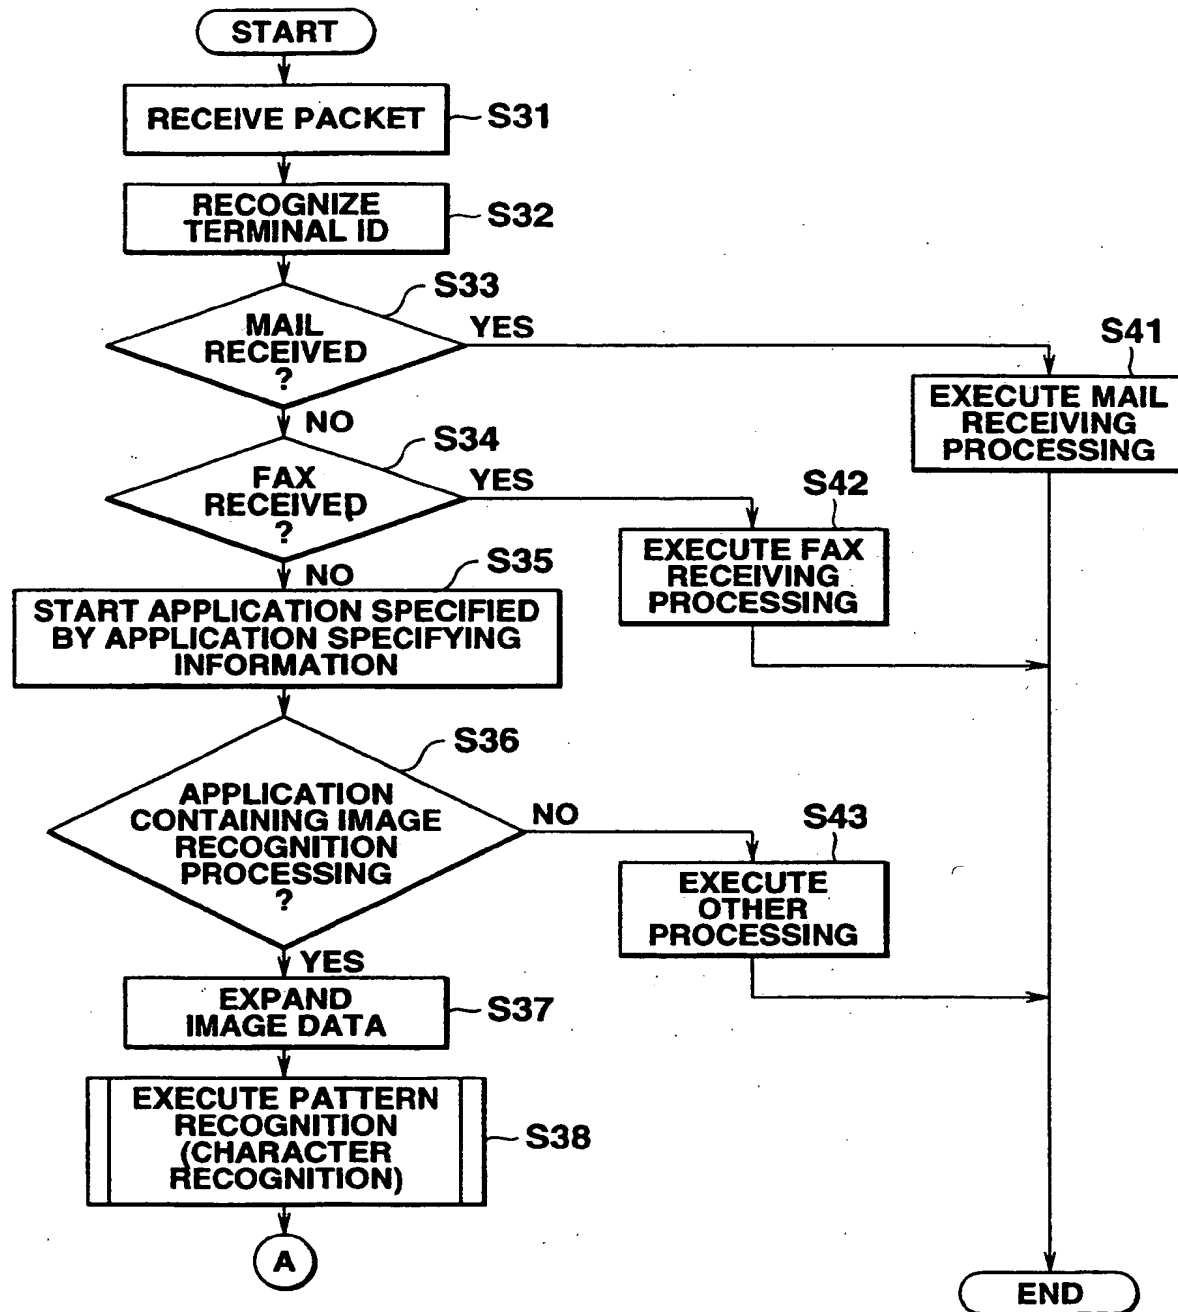 START
RECEIVE PACKET
S31
RECOGNIZE
TERMINAL ID
S32
S33
MAIL
RECEIVED
?
YES
S41
EXECUTE MAIL
RECEIVING
PROCESSING
NO
S34
FAX
RECEIVED
?
YES
S42
EXECUTE FAX
RECEIVING
PROCESSING
NO
S35
START APPLICATION SPECIFIED
BY APPLICATION SPECIFYING
INFORMATION
S36
APPLICATION
CONTAINING IMAGE
RECOGNITION
PROCESSING
?
NO
S43
EXECUTE
OTHER
PROCESSING
YES
EXPAND
IMAGE DATA
S37
EXECUTE PATTERN
RECOGNITION
(CHARACTER
RECOGNITION)
S38
A
END